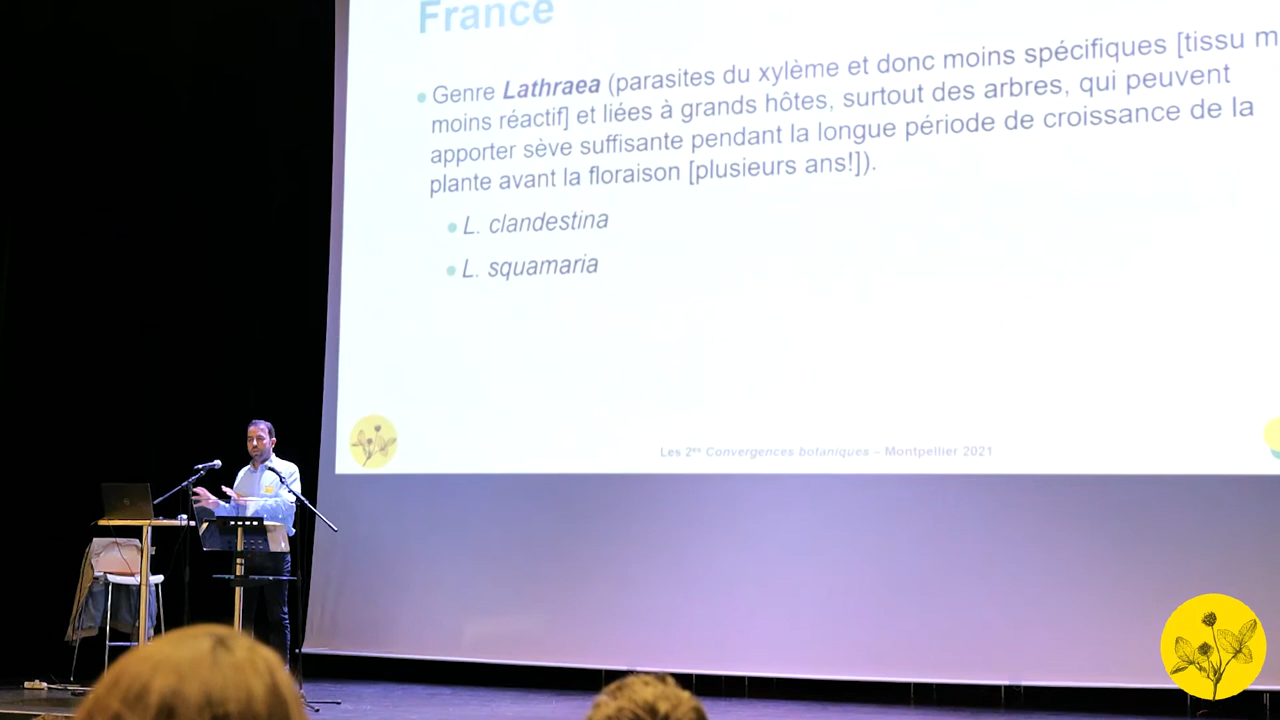 France
Genre Lathraea (parasites du xylème et donc moins spécifiques [tissu
moins réactif] et liées à grands hôtes, surtout des arbres, qui peuvent
apporter sève suffisante pendant la longue période de croissance de la
plante avant la floraison [plusieurs ans!]).
L. clandestina
L. squamaria
Les 2es Convergences botaniques – Montpellier 2021